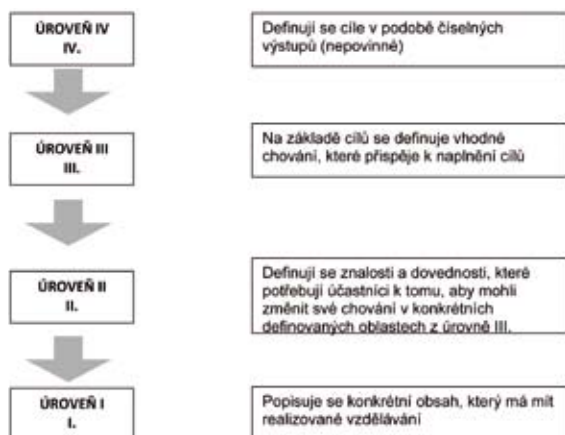 ÚROVEŇ IV
IV.
Definují se cíle v podobě číselných
výstupů (nepovinné)
ÚROVEŇ III
III.
Na základě cílů se definuje vhodné
chování, které přispěje k naplnění cílů
ÚROVEŇ II
II.
Definují se znalosti a dovednosti, které
potřebují účastníci k tomu, aby mohli
změnit své chování v konkrétních
definovaných oblastech z úrovně III.
ÚROVEŇ I
I.
Popisuje se konkrétní obsah, který má mít
realizované vzdělávání